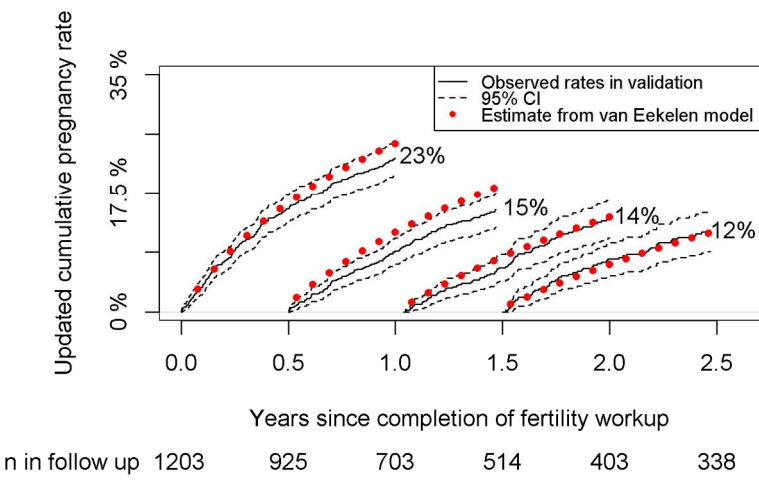 Updated cumulative pregnancy rate
35 %
17.5 %
0 %
Observed rates in validation
95% CI
Estimate from van Eekelen model
23%
15%
14%
12%
0.0 0.5 1.0 1.5 2.0 2.5
Years since completion of fertility workup
n in follow up 1203 925 703 514 403 338